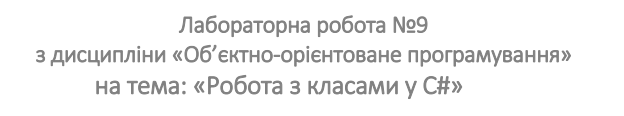 Лабораторна робота №9
з дисципліни «Об’єктно-орієнтоване програмування»
на тема: «Робота з класами у C#»